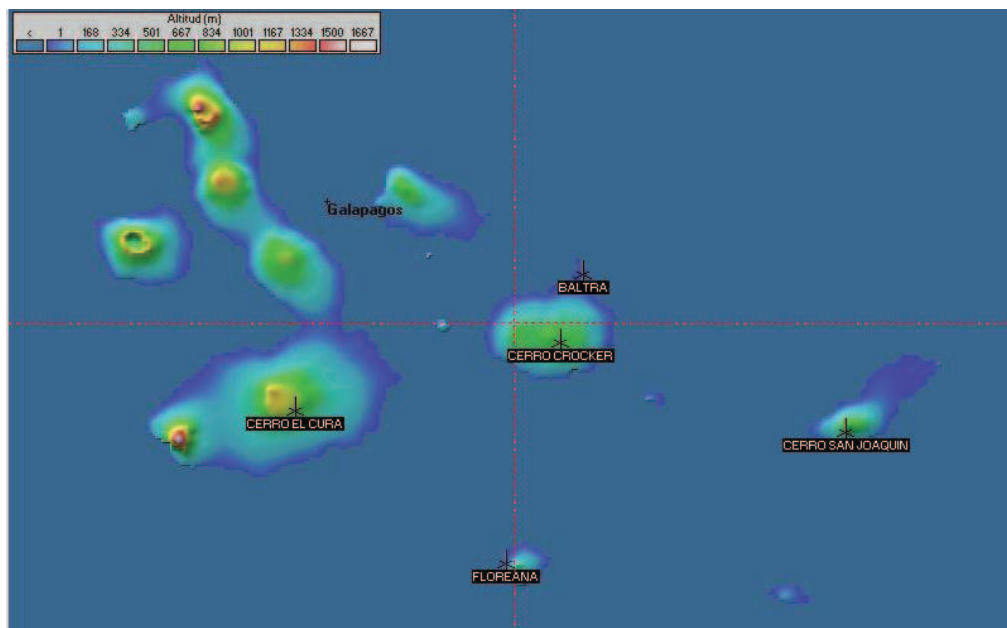 Altitud (m)
< 1 168 334 501 667 834 1001 1167 1334 1500 1667
Galapagos
BALTRA
CERRO CROCKER
CERRO EL CURA
CERRO SAN JOAQUIN
FLOREANA